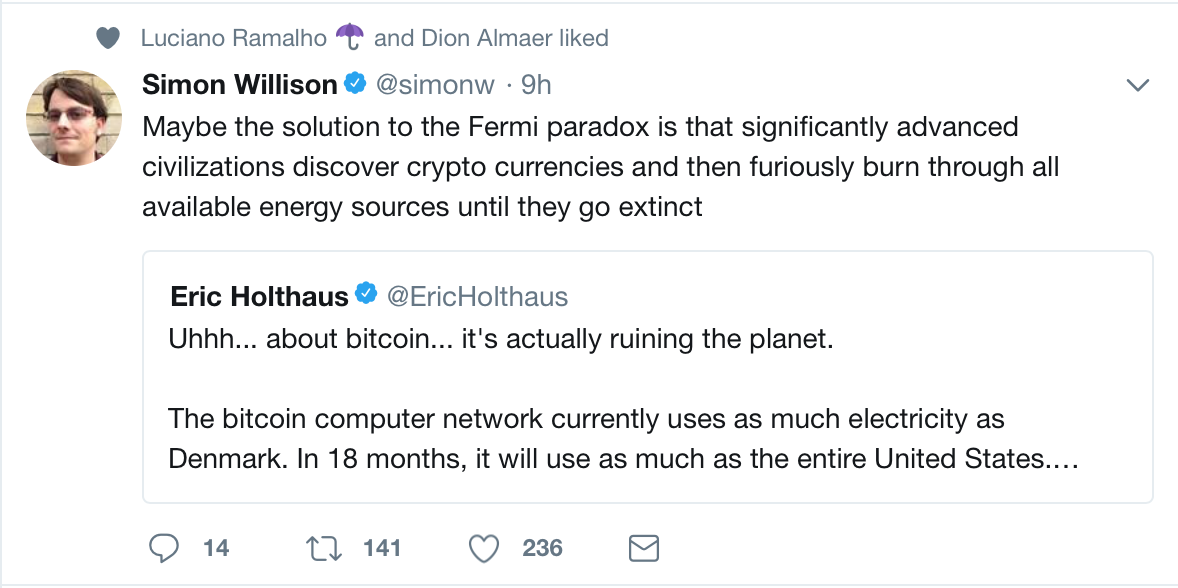 Luciano Ramalho ☂ and Dion Almaer liked
Simon Willison @simonw · 9h
Maybe the solution to the Fermi paradox is that significantly advanced
civilizations discover crypto currencies and then furiously burn through all
available energy sources until they go extinct
Eric Holthaus @EricHolthaus
Uhhh... about bitcoin... it's actually ruining the planet.
The bitcoin computer network currently uses as much electricity as
Denmark. In 18 months, it will use as much as the entire United States....
14 141 236